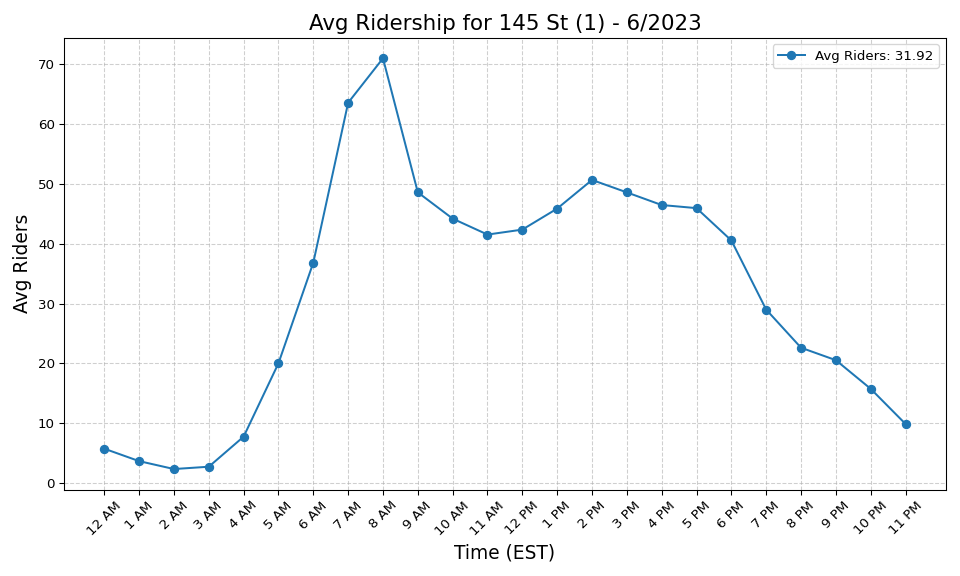 Avg Ridership for 145 St (1) - 6/2023
Avg Riders: 31.92
Avg Riders
70
60
50
40
30
20
10
0
12 AM
1 AM
2 AM
3 AM
4 AM
5 AM
6 AM
7 AM
8 AM
9 AM
10 AM
11 AM
12 PM
1 PM
2 PM
3 PM
4 PM
5 PM
6 PM
7 PM
8 PM
9 PM
10 PM
11 PM
Time (EST)